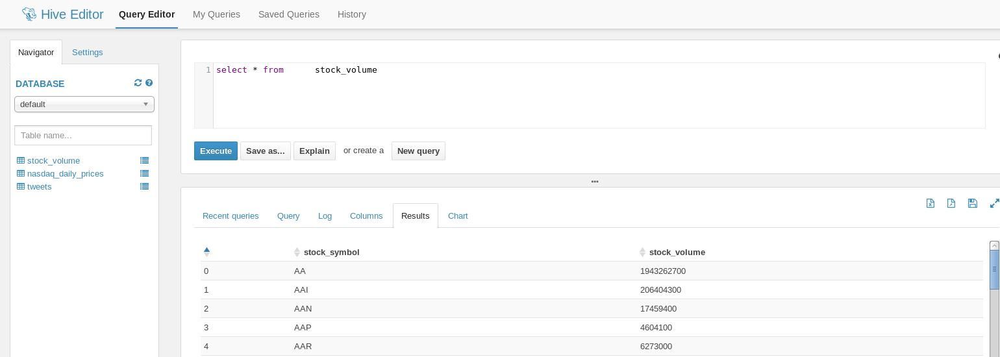 Hive Editor Query Editor My Queries Saved Queries History
Navigator Settings
DATABASE
default
Table name...
stock_volume
nasdaq_daily_prices
tweets
1 select * from      stock_volume
Execute Save as... Explain or create a New query
Recent queries Query Log Columns Results Chart
stock_symbol stock_volume
0 AA 1943262700
1 AAI 206404300
2 AAN 17459400
3 AAP 4604100
4 AAR 6273000